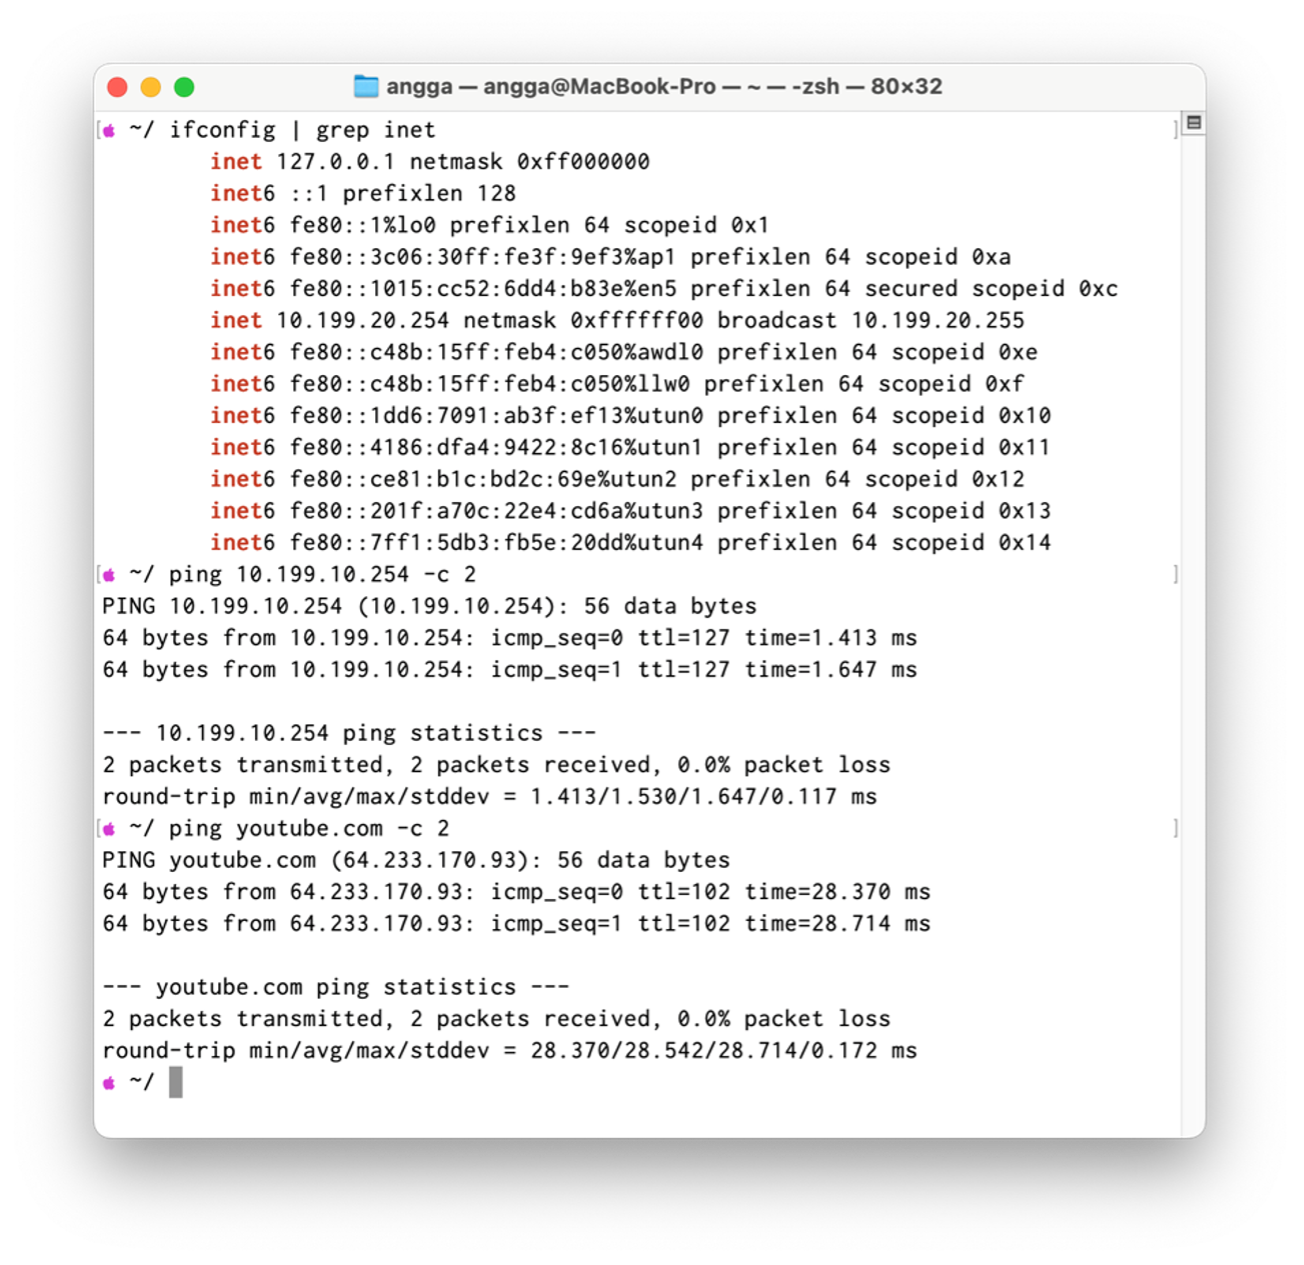 angga — angga@MacBook-Pro — ~ — -zsh — 80×32
~/ ifconfig | grep inet
inet 127.0.0.1 netmask 0xff000000
inet6 ::1 prefixlen 128
inet6 fe80::1%lo0 prefixlen 64 scopeid 0x1
inet6 fe80::3c06:30ff:fe3f:9ef3%ap1 prefixlen 64 scopeid 0xa
inet6 fe80::1015:cc52:6dd4:b83e%en5 prefixlen 64 secured scopeid 0xc
inet 10.199.20.254 netmask 0xffffff00 broadcast 10.199.20.255
inet6 fe80::c48b:15ff:feb4:c050%awdl0 prefixlen 64 scopeid 0xe
inet6 fe80::c48b:15ff:feb4:c050%llw0 prefixlen 64 scopeid 0xf
inet6 fe80::1dd6:7091:ab3f:ef13%utun0 prefixlen 64 scopeid 0x10
inet6 fe80::4186:dfa4:9422:8c16%utun1 prefixlen 64 scopeid 0x11
inet6 fe80::ce81:b1c:bd2c:69e%utun2 prefixlen 64 scopeid 0x12
inet6 fe80::201f:a70c:22e4:cd6a%utun3 prefixlen 64 scopeid 0x13
inet6 fe80::7ff1:5db3:fb5e:20dd%utun4 prefixlen 64 scopeid 0x14
~/ ping 10.199.10.254 -c 2
PING 10.199.10.254 (10.199.10.254): 56 data bytes
64 bytes from 10.199.10.254: icmp_seq=0 ttl=127 time=1.413 ms
64 bytes from 10.199.10.254: icmp_seq=1 ttl=127 time=1.647 ms
--- 10.199.10.254 ping statistics ---
2 packets transmitted, 2 packets received, 0.0% packet loss
round-trip min/avg/max/stddev = 1.413/1.530/1.647/0.117 ms
~/ ping youtube.com -c 2
PING youtube.com (64.233.170.93): 56 data bytes
64 bytes from 64.233.170.93: icmp_seq=0 ttl=102 time=28.370 ms
64 bytes from 64.233.170.93: icmp_seq=1 ttl=102 time=28.714 ms
--- youtube.com ping statistics ---
2 packets transmitted, 2 packets received, 0.0% packet loss
round-trip min/avg/max/stddev = 28.370/28.542/28.714/0.172 ms
~/